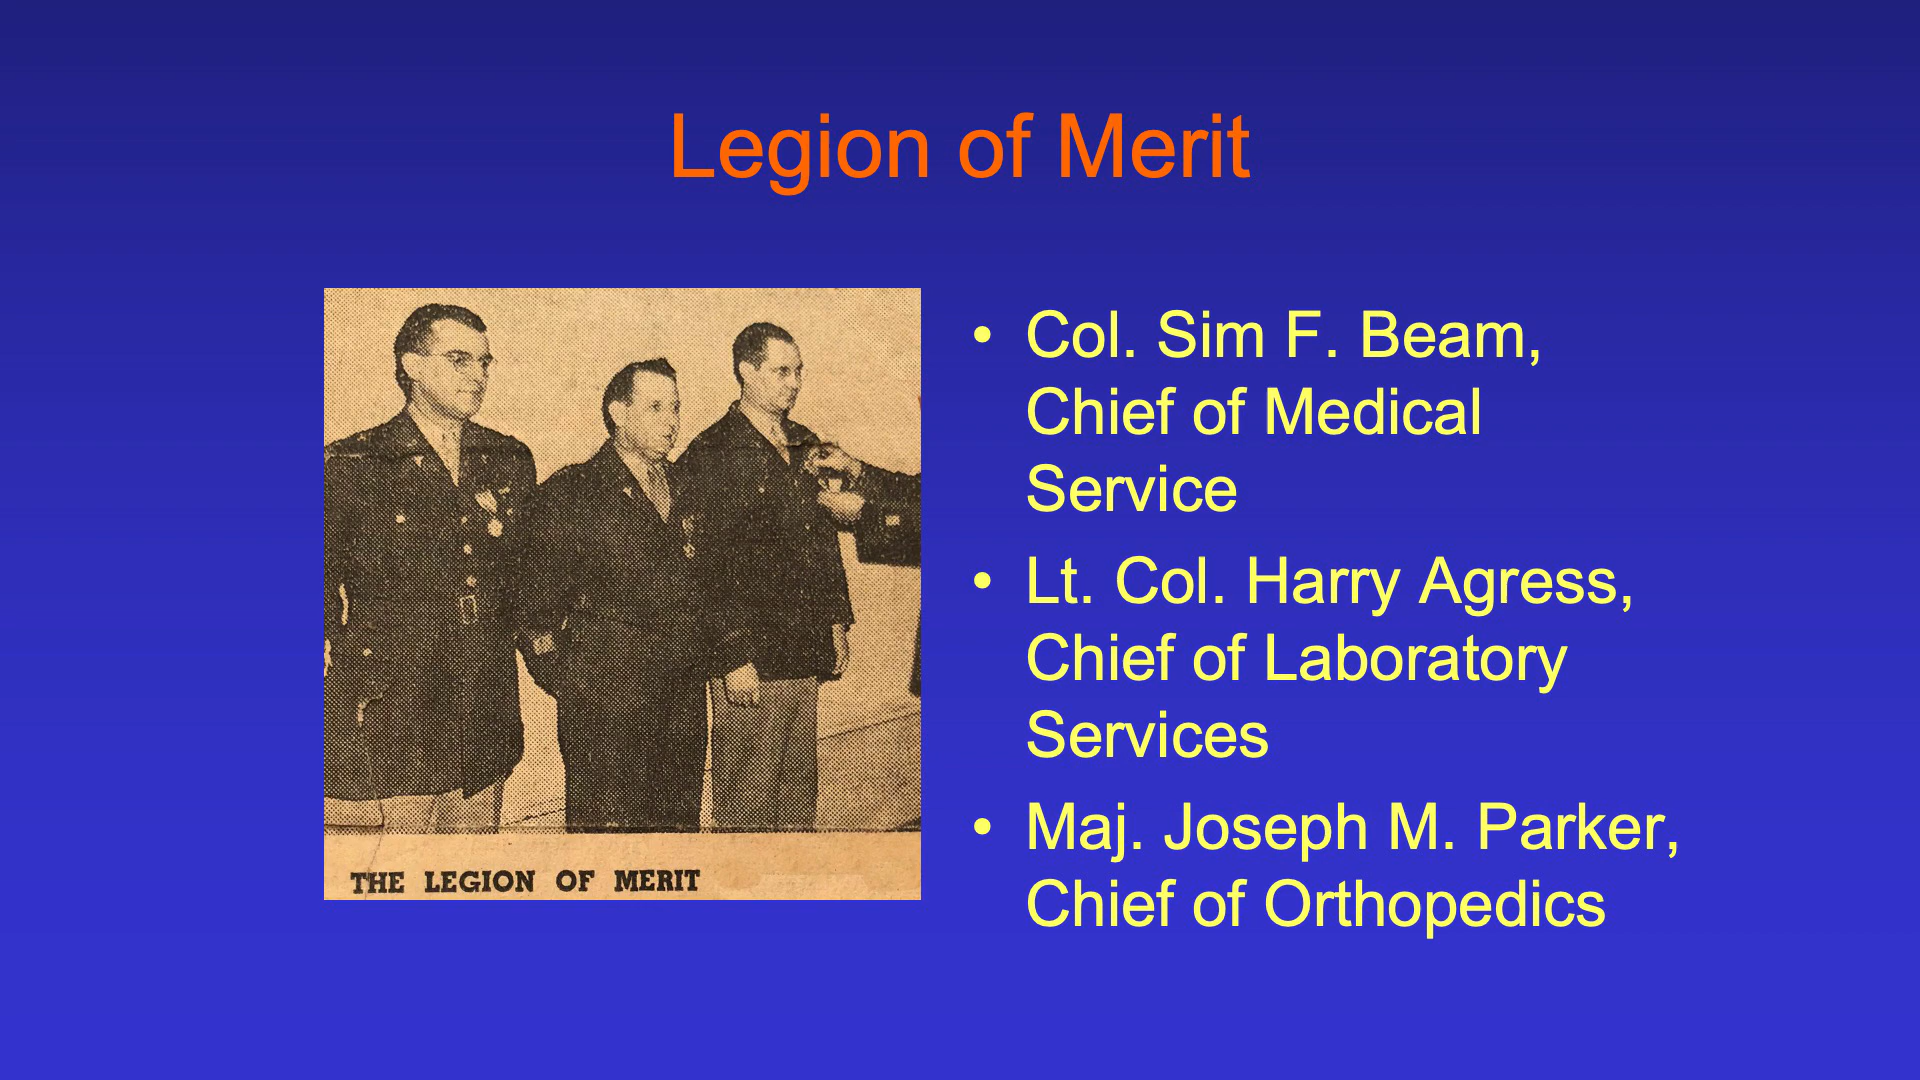 Legion of Merit
THE LEGION OF MERIT
• Col. Sim F. Beam,
Chief of Medical
Service
• Lt. Col. Harry Agress,
Chief of Laboratory
Services
• Maj. Joseph M. Parker,
Chief of Orthopedics